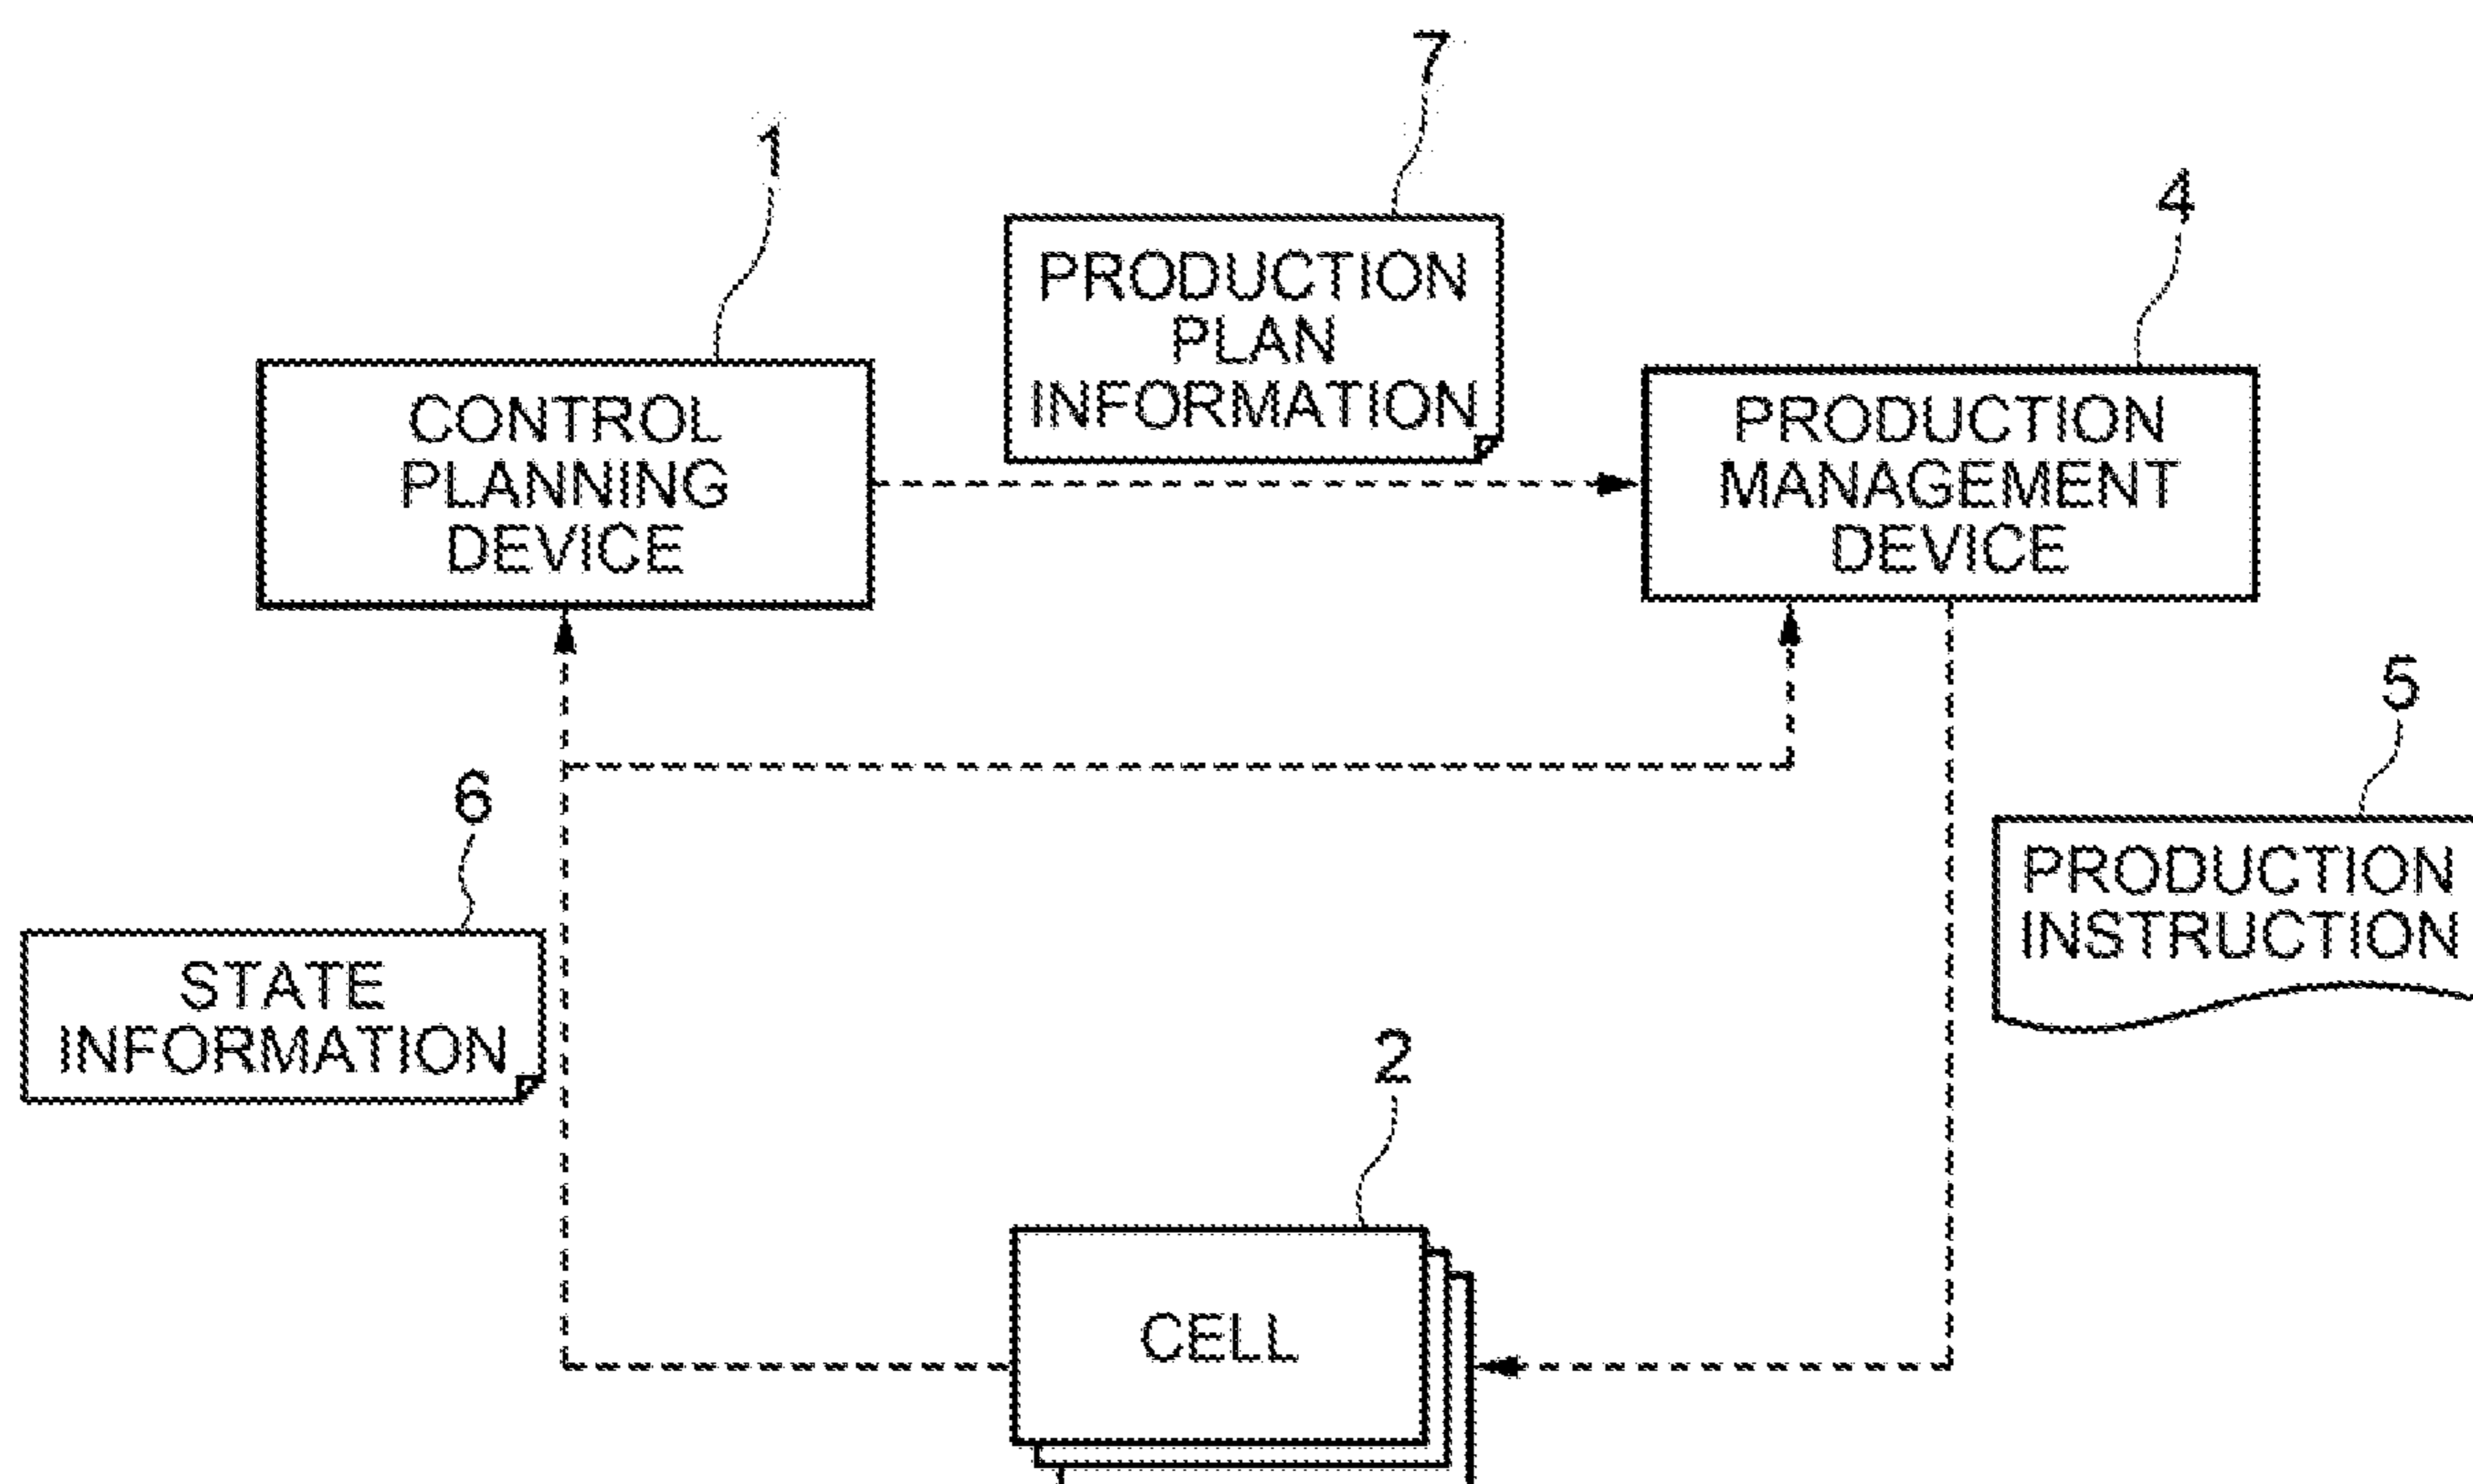 7
1
4
PRODUCTION
PLAN
INFORMATION
CONTROL
PLANNING
DEVICE
PRODUCTION
MANAGEMENT
DEVICE
5
6
PRODUCTION
INSTRUCTION
STATE
INFORMATION
2
CELL